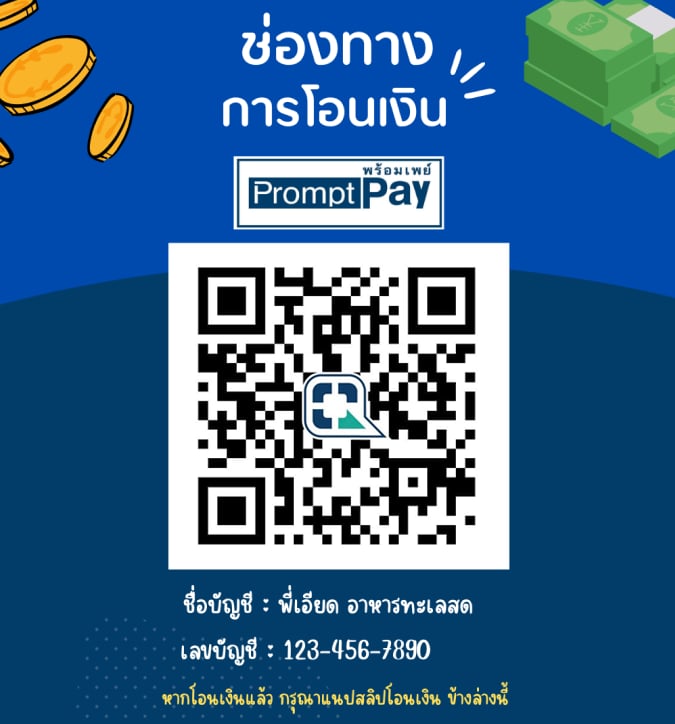 ช่องทาง
การโอนเงิน
พร้อมเพย์
Prompt Pay
ชื่อบัญชี : พี่เอียด อาหารทะเลสด
เลขบัญชี : 123-456-7890
หากโอนเงินแล้ว กรุณาแนปสลิปโอนเงิน ข้างล่างนี้